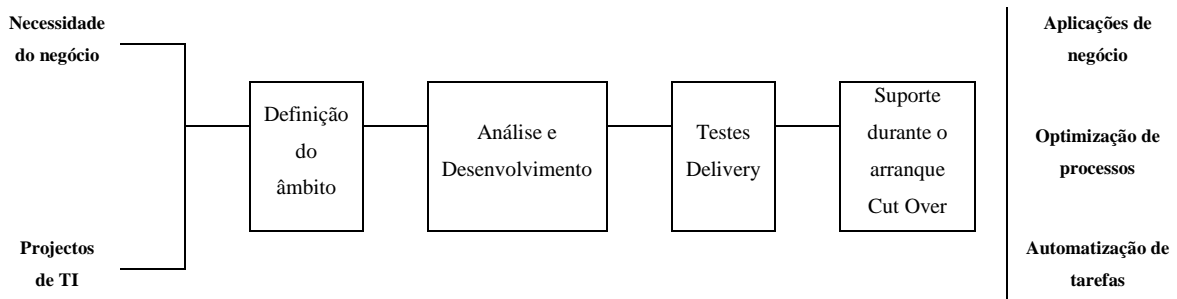 Necessidade
do negócio
Projectos
de TI
Definição
do
âmbito
Análise e
Desenvolvimento
Testes
Delivery
Suporte
durante o
arranque
Cut Over
Aplicações de
negócio
Optimização de
processos
Automatização de
tarefas